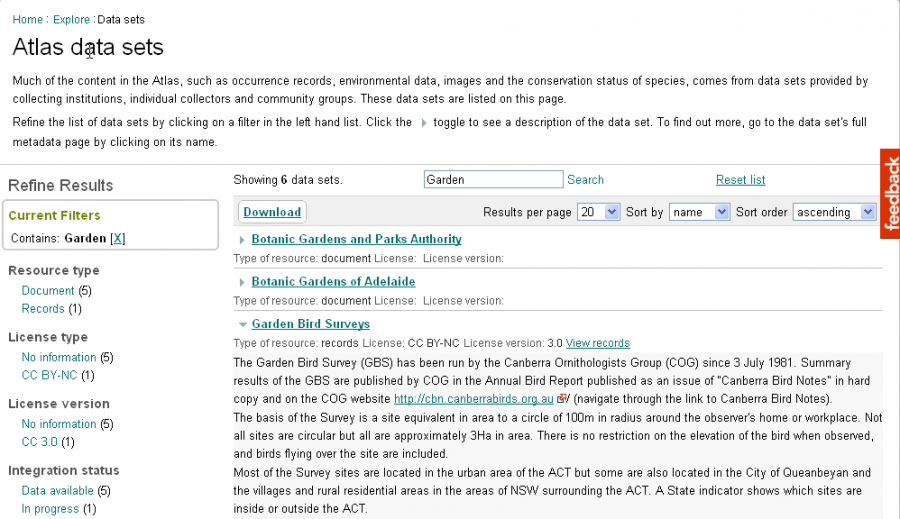 Home : Explore : Data sets
Atlas data sets
Much of the content in the Atlas, such as occurrence records, environmental data, images and the conservation status of species, comes from data sets provided by
collecting institutions, individual collectors and community groups. These data sets are listed on this page.
Refine the list of data sets by clicking on a filter in the left hand list. Click the toggle to see a description of the data set. To find out more, go to the data set's full
metadata page by clicking on its name.
feedback
Refine Results
Current Filters
Contains: Garden [X]
Resource type
Document (5)
Records (1)
License type
No information (5)
CC BY-NC (1)
License version
No information (5)
CC 3.0 (1)
Integration status
Data available (5)
In progress (1)
Showing 6 data sets. Garden Search Reset list
Download Results per page 20 Sort by name Sort order ascending
Botanic Gardens and Parks Authority
Type of resource: document License: License version:
Botanic Gardens of Adelaide
Type of resource: document License: License version:
Garden Bird Surveys
Type of resource: records License: CC BY-NC License version: 3.0 View records
The Garden Bird Survey (GBS) has been run by the Canberra Ornithologists Group (COG) since 3 July 1981. Summary
results of the GBS are published by COG in the Annual Bird Report published as an issue of "Canberra Bird Notes" in hard
copy and on the COG website http://cbn.canberrabirds.org.au / (navigate through the link to Canberra Bird Notes).
The basis of the Survey is a site equivalent in area to a circle of 100m in radius around the observer's home or workplace. Not
all sites are circular but all are approximately 3Ha in area. There is no restriction on the elevation of the bird when observed,
and birds flying over the site are included.
Most of the Survey sites are located in the urban area of the ACT but some are also located in the City of Queanbeyan and
the villages and rural residential areas in the areas of NSW surrounding the ACT. A State indicator shows which sites are
inside or outside the ACT.